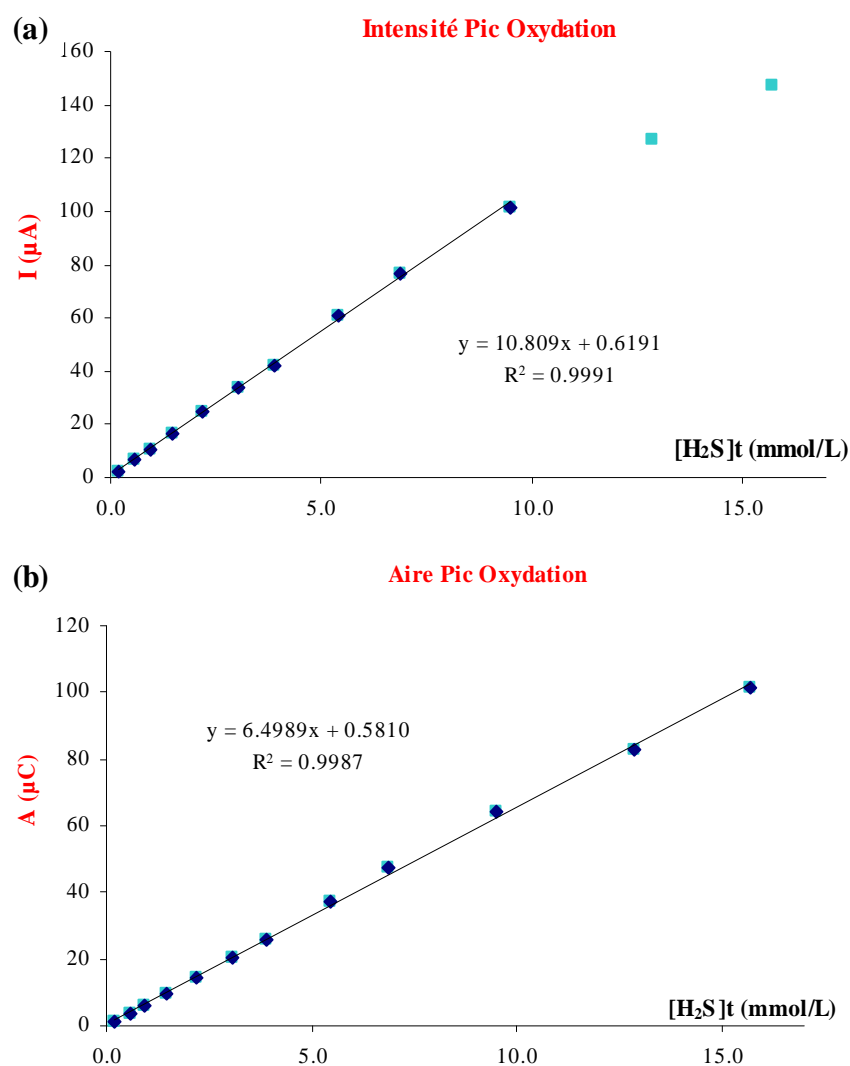 (a)
Intensité Pic Oxydation
160
140
120
100
80
60
40
20
0
I (µA)
y = 10.809x + 0.6191
R² = 0.9991
[H₂S]t (mmol/L)
0.0 5.0 10.0 15.0
(b)
Aire Pic Oxydation
120
100
80
60
40
20
0
A (µC)
y = 6.4989x + 0.5810
R² = 0.9987
[H₂S]t (mmol/L)
0.0 5.0 10.0 15.0